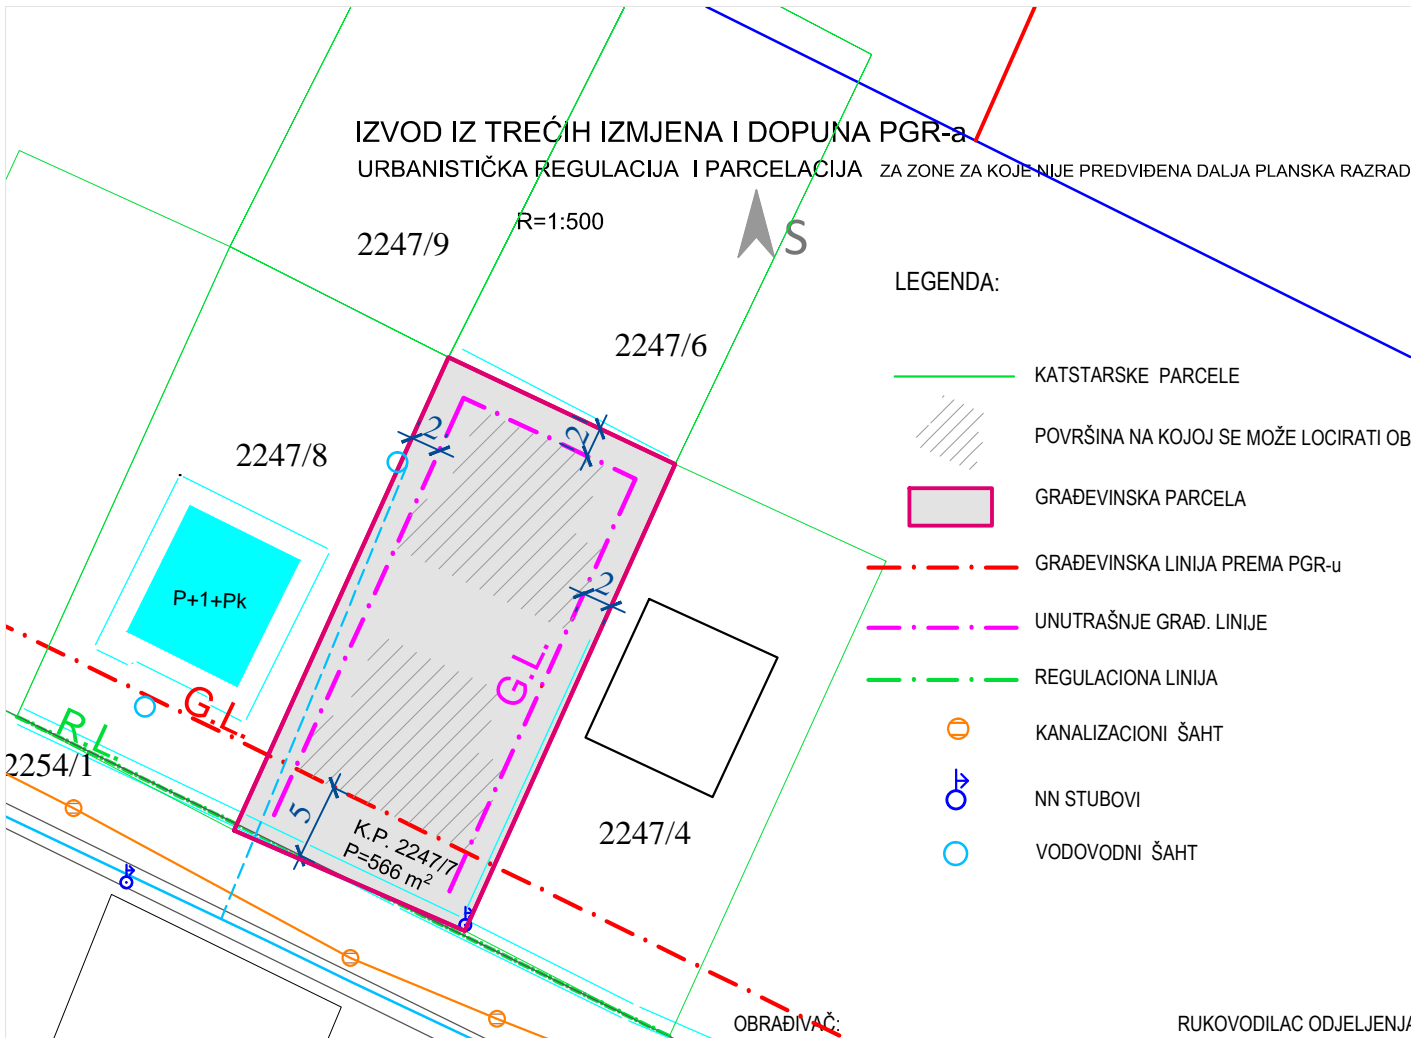 IZVOD IZ TREĆIH IZMJENA I DOPUNA PGR-a
URBANISTIČKA REGULACIJA I PARCELACIJA ZA ZONE ZA KOJE NIJE PREDVIĐENA DALJA PLANSKA RAZRAD
R=1:500
S
2247/9
2247/6
2247/8
2
2
2
P+1+Pk
G.L.
G.L.
R.L.
2254/1
5
K.P. 2247/7
P=566 m²
2247/4
LEGENDA:
KATSTARSKE PARCELE
POVRŠINA NA KOJOJ SE MOŽE LOCIRATI OB
GRAĐEVINSKA PARCELA
GRAĐEVINSKA LINIJA PREMA PGR-u
UNUTRAŠNJE GRAĐ. LINIJE
REGULACIONA LINIJA
KANALIZACIONI ŠAHT
NN STUBOVI
VODOVODNI ŠAHT
OBRAĐIVAČ:
RUKOVODILAC ODJELJENJA